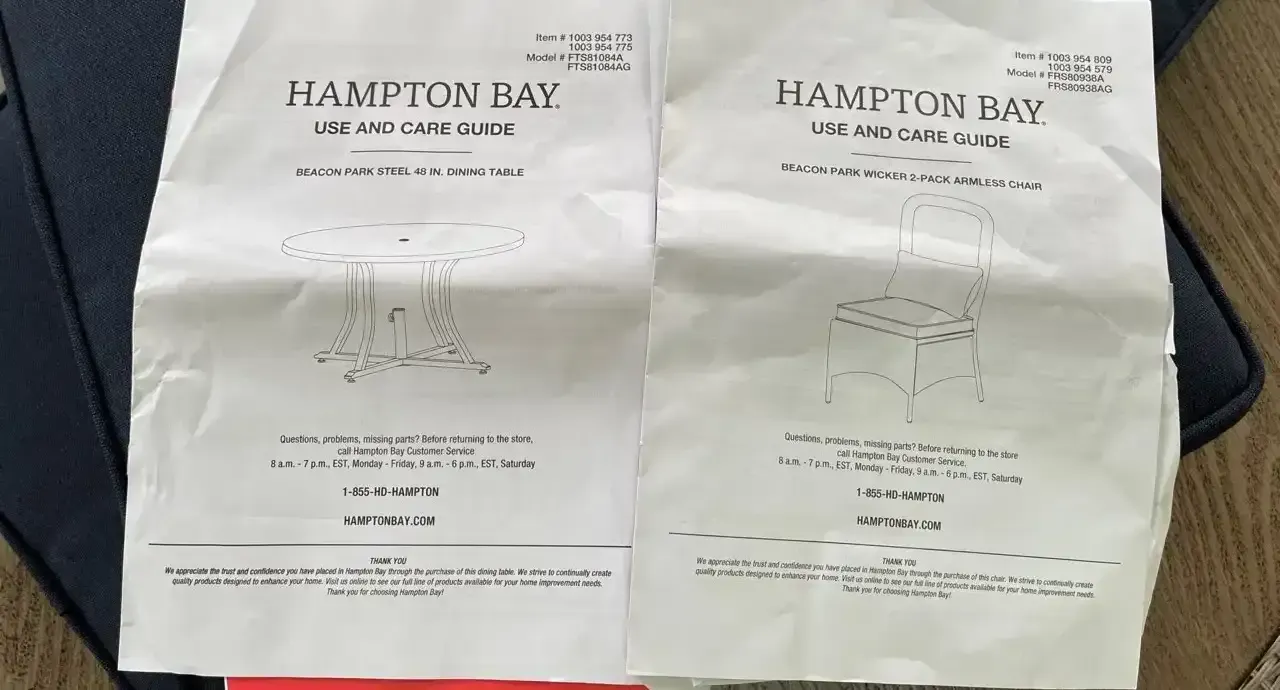 Item # 1003 954 773
1003 954 775
Model # FTS81084A
FTS81084AG
HAMPTON BAY®
USE AND CARE GUIDE
BEACON PARK STEEL 48 IN. DINING TABLE
Questions, problems, missing parts? Before returning to the store,
call Hampton Bay Customer Service
8 a.m. - 7 p.m., EST, Monday - Friday, 9 a.m. - 6 p.m., EST, Saturday
1-855-HD-HAMPTON
HAMPTONBAY.COM
THANK YOU
We appreciate the trust and confidence you have placed in Hampton Bay through the purchase of this dining table. We strive to continually create
quality products designed to enhance your home. Visit us online to see our full line of products available for your home improvement needs.
Thank you for choosing Hampton Bay!
Item # 1003 954 809
1003 954 579
Model # FRS80938A
FRS80938AG
HAMPTON BAY®
USE AND CARE GUIDE
BEACON PARK WICKER 2-PACK ARMLESS CHAIR
Questions, problems, missing parts? Before returning to the store
call Hampton Bay Customer Service,
8 a.m. - 7 p.m., EST, Monday - Friday, 9 a.m. - 6 p.m., EST, Saturday
1-855-HD-HAMPTON
HAMPTONBAY.COM
THANK YOU
We appreciate the trust and confidence you have placed in Hampton Bay through the purchase of this chair. We strive to continually create
quality products designed to enhance your home. Visit us online to see our full line of products available for your home improvement needs.
Thank you for choosing Hampton Bay!